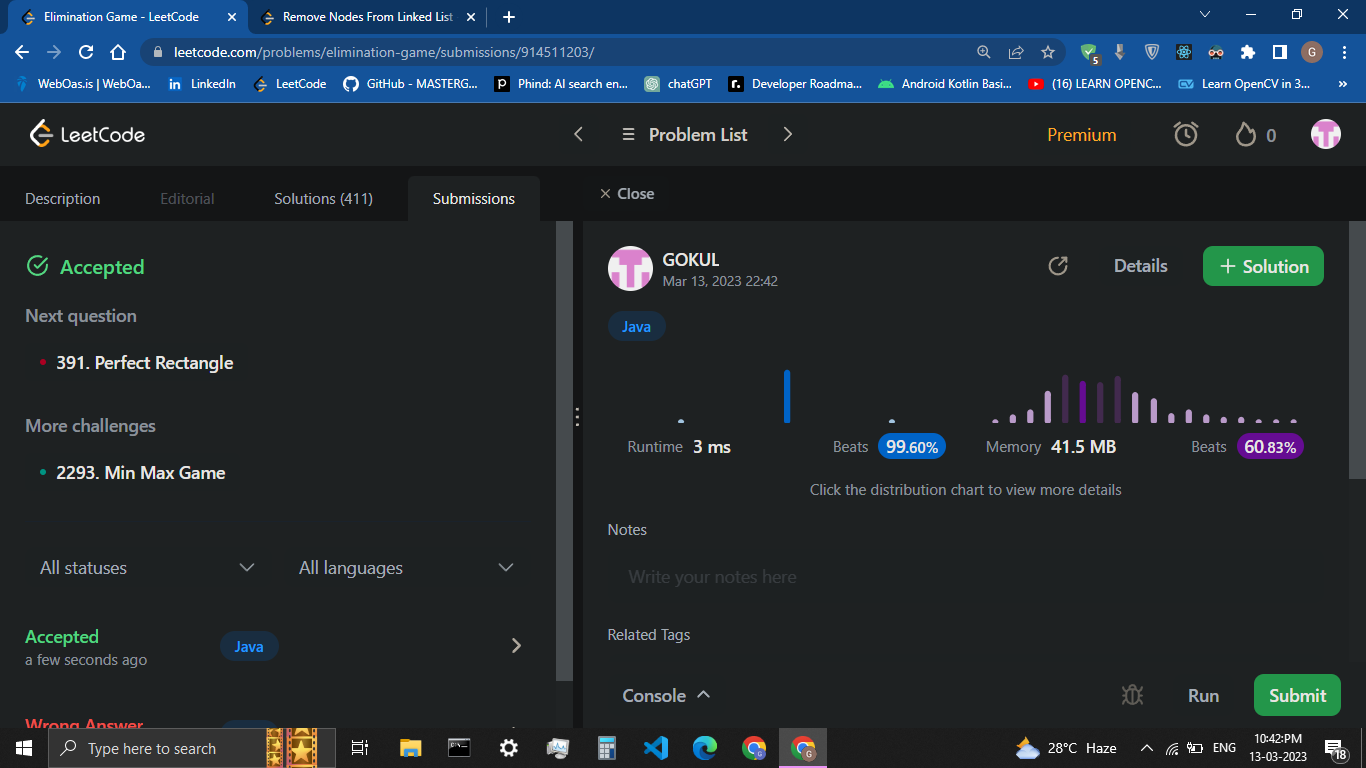 Elimination Game - LeetCode
Remove Nodes From Linked List
leetcode.com/problems/elimination-game/submissions/914511203/
5
G
WebOas.is | WebOa...
in LinkedIn
LeetCode
GitHub - MASTERG...
p Phind: AI search en...
chatGPT
r. Developer Roadma...
Android Kotlin Basi...
(16) LEARN OPENC...
Learn OpenCV in 3...
»
LeetCode
Problem List
Premium
0
Description
Editorial
Solutions (411)
Submissions
Close
Accepted
Next question
391. Perfect Rectangle
More challenges
2293. Min Max Game
All statuses
All languages
Accepted
a few seconds ago
Java
Wrong Answer
GOKUL
Mar 13, 2023 22:42
Details
+ Solution
Java
Runtime 3 ms
Beats 99.60%
Memory 41.5 MB
Beats 60.83%
Click the distribution chart to view more details
Notes
Write your notes here
Related Tags
Console
Run
Submit
Type here to search
28°C Haze
ENG
10:42:PM
13-03-2023
18